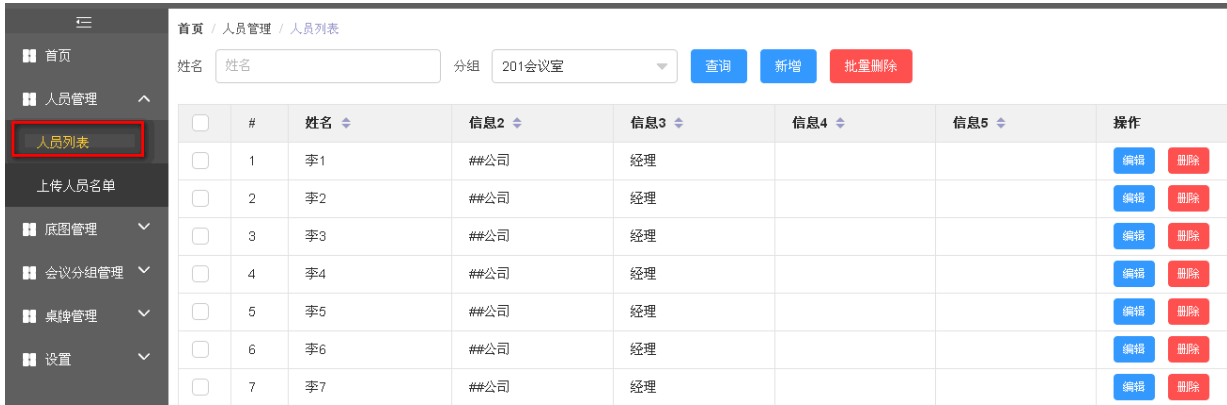 首页 / 人员管理 / 人员列表
首页
姓名 姓名 分组 201会议室 查询 新增 批量删除
人员管理
人员列表
上传人员名单
底图管理
会议分组管理
桌牌管理
设置
# 姓名 信息2 信息3 信息4 信息5 操作
1 李1 ##公司 经理 编辑 删除
2 李2 ##公司 经理 编辑 删除
3 李3 ##公司 经理 编辑 删除
4 李4 ##公司 经理 编辑 删除
5 李5 ##公司 经理 编辑 删除
6 李6 ##公司 经理 编辑 删除
7 李7 ##公司 经理 编辑 删除